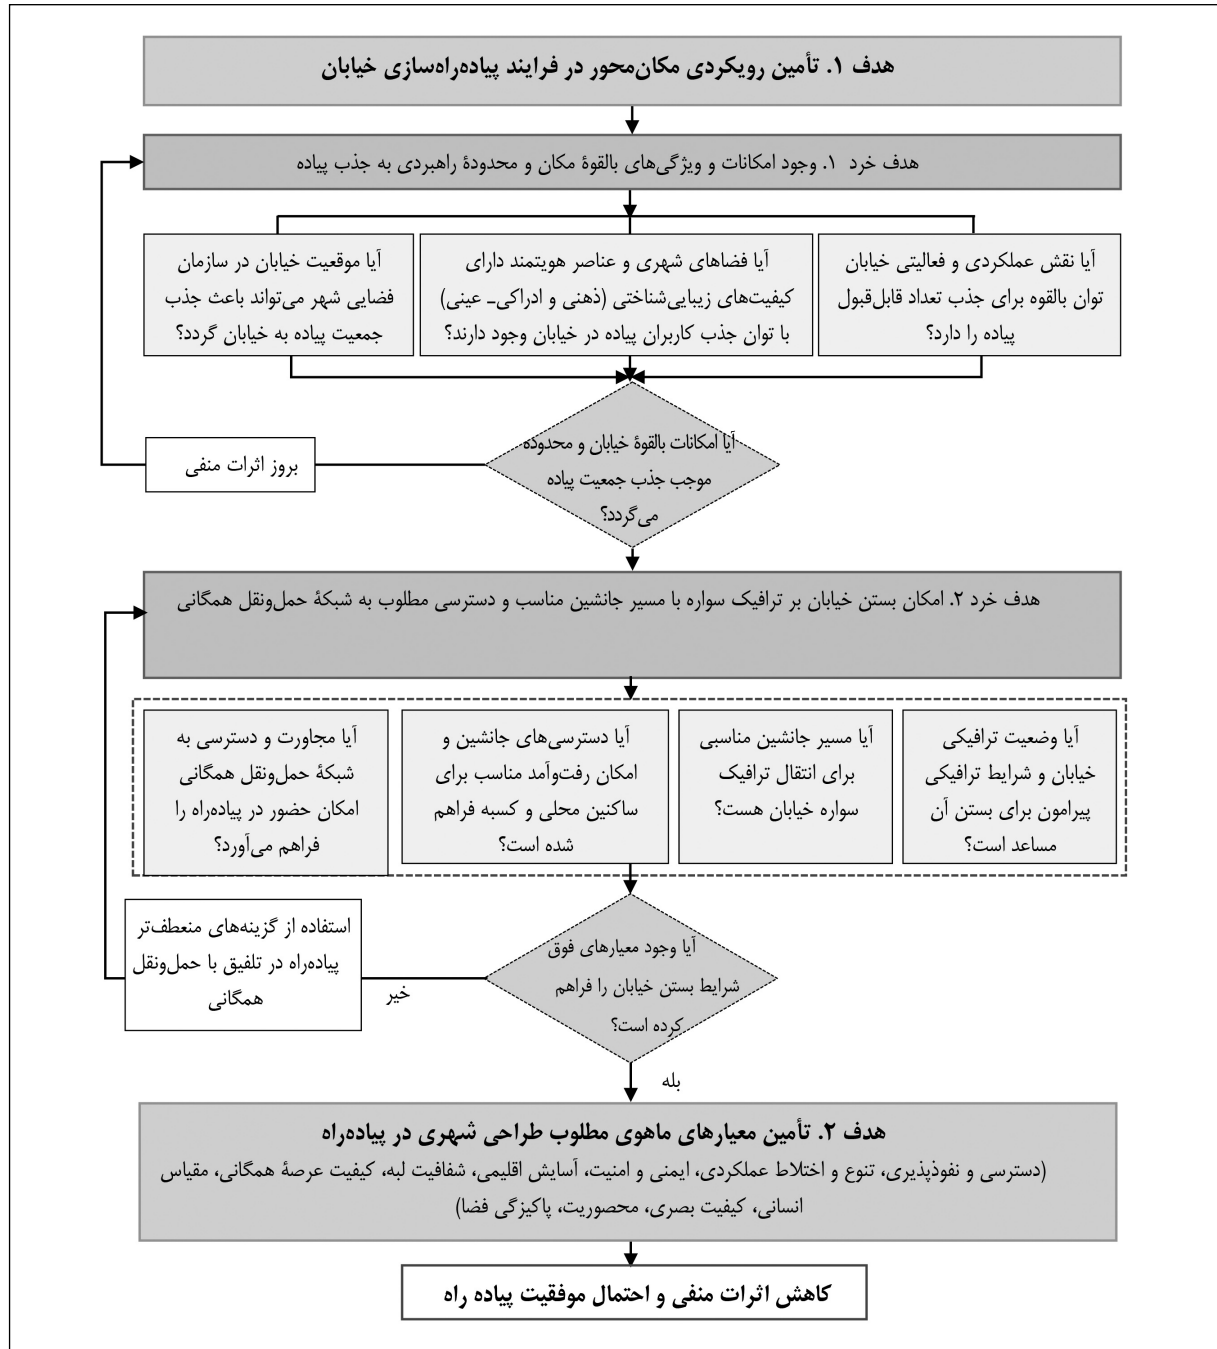 هدف ۱. تأمین رویکردی مکان‌محور در فرایند پیاده‌راه‌سازی خیابان
هدف خرد ۱. وجود امکانات و ویژگی‌های بالقوۀ مکان و محدودۀ راهبردی به جذب پیاده
آیا نقش عملکردی و فعالیتی خیابان
توان بالقوه برای جذب تعداد قابل‌قبول
پیاده را دارد؟
آیا فضاهای شهری و عناصر هویتمند دارای
کیفیت‌های زیبایی‌شناختی (ذهنی و ادراکی- عینی)
با توان جذب کاربران پیاده در خیابان وجود دارند؟
آیا موقعیت خیابان در سازمان
فضایی شهر می‌تواند باعث جذب
جمعیت پیاده به خیابان گردد؟
آیا امکانات بالقوۀ خیابان و محدوده
موجب جذب جمعیت پیاده
می‌گردد؟
بروز اثرات منفی
هدف خرد ۲. امکان بستن خیابان بر ترافیک سواره با مسیر جانشین مناسب و دسترسی مطلوب به شبکۀ حمل‌ونقل همگانی
آیا وضعیت ترافیکی
خیابان و شرایط ترافیکی
پیرامون برای بستن آن
مساعد است؟
آیا مسیر جانشین مناسبی
برای انتقال ترافیک
سواره خیابان هست؟
آیا دسترسی‌های جانشین و
امکان رفت‌وآمد مناسب برای
ساکنین محلی و کسبه فراهم
شده است؟
آیا مجاورت و دسترسی به
شبکۀ حمل‌ونقل همگانی
امکان حضور در پیاده‌راه را
فراهم می‌آورد؟
آیا وجود معیارهای فوق
شرایط بستن خیابان را فراهم
کرده است؟
خیر
استفاده از گزینه‌های منعطف‌تر
پیاده‌راه در تلفیق با حمل‌ونقل
همگانی
بله
هدف ۲. تأمین معیارهای ماهوی مطلوب طراحی شهری در پیاده‌راه
(دسترسی و نفوذپذیری، تنوع و اختلاط عملکردی، ایمنی و امنیت، آسایش اقلیمی، شفافیت لبه، کیفیت عرصۀ همگانی، مقیاس
انسانی، کیفیت بصری، محصوریت، پاکیزگی فضا)
کاهش اثرات منفی و احتمال موفقیت پیاده راه